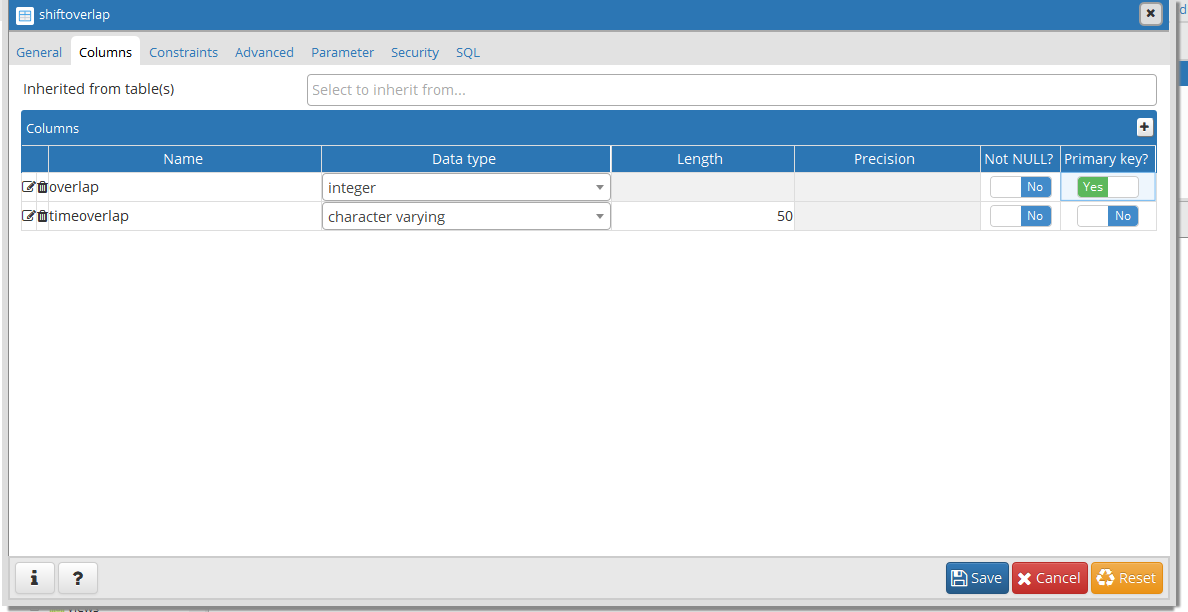 shiftoverlap
General Columns Constraints Advanced Parameter Security SQL
Inherited from table(s) Select to inherit from...
Columns
Name Data type Length Precision Not NULL? Primary key?
overlap integer No Yes
timeoverlap character varying 50 No No
i ? Save Cancel Reset